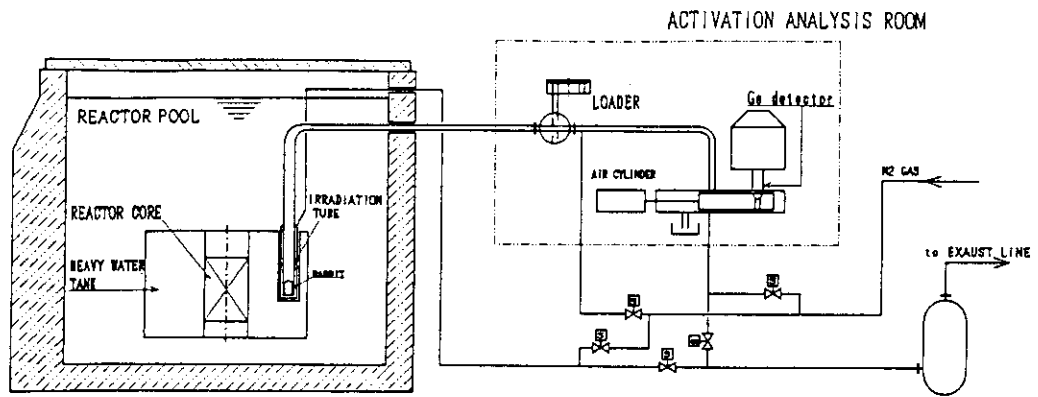 ACTIVATION ANALYSIS ROOM
LOADER
Ge detector
REACTOR POOL
AIR CYLINDER
N2 GAS
IRRADIATION
TUBE
REACTOR CORE
HEAVY WATER
TANK
RABBIT
to EXAUST LINE